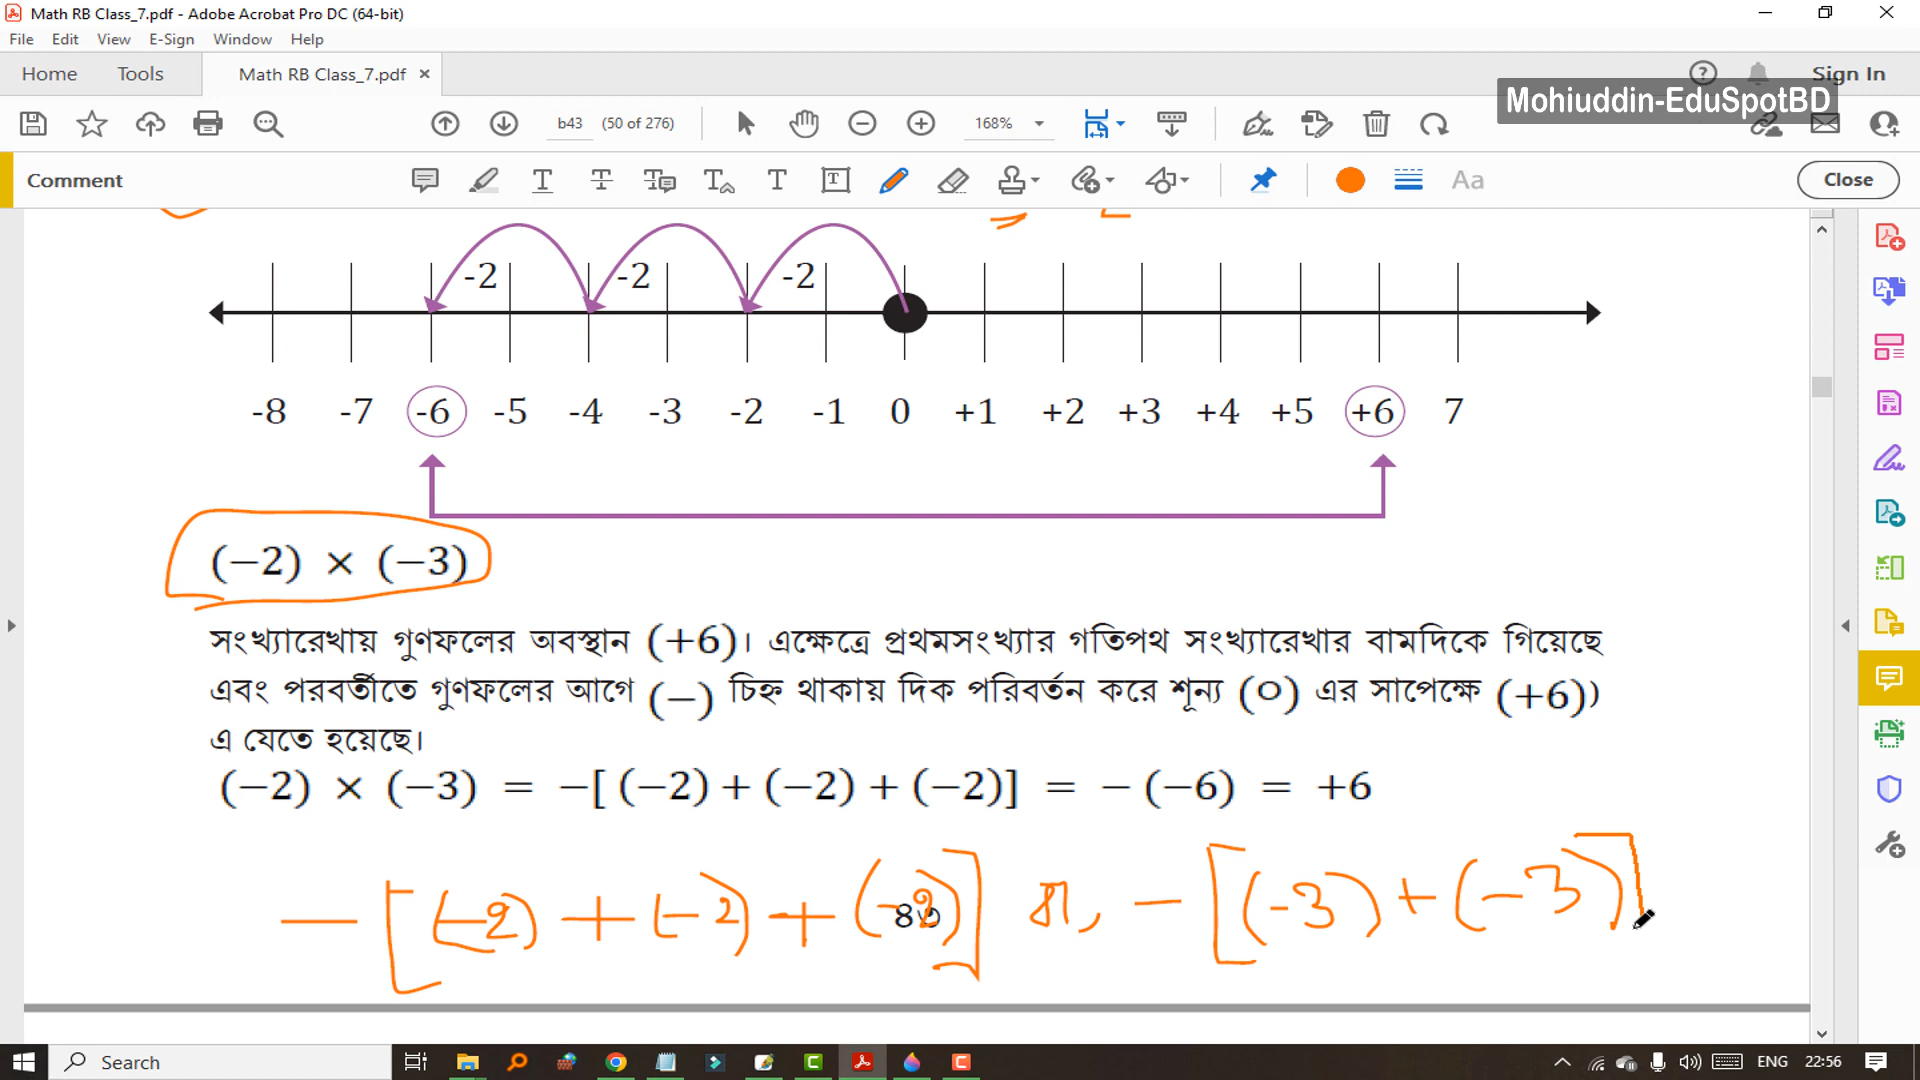 Math RB Class_7.pdf - Adobe Acrobat Pro DC (64-bit)
File Edit View E-Sign Window Help
Home Tools Math RB Class_7.pdf × Sign In
Mohiuddin-EduSpotBD
b43 (50 of 276) 168%
Comment Aa Close
-2 -2 -2
-8 -7 -6 -5 -4 -3 -2 -1 0 +1 +2 +3 +4 +5 +6 7
(−2) × (−3)
সংখ্যারেখায় গুণফলের অবস্থান (+6)। এক্ষেত্রে প্রথমসংখ্যার গতিপথ সংখ্যারেখার বামদিকে গিয়েছে
এবং পরবর্তীতে গুণফলের আগে (−) চিহ্ন থাকায় দিক পরিবর্তন করে শূন্য (০) এর সাপেক্ষে (+6))
এ যেতে হয়েছে।
(−2) × (−3) = −[ (−2) + (−2) + (−2)] = − (−6) = +6
− [(−2) + (−2) + (−2)] বা, − [(−3) + (−3)]
৪৩
Search ENG 22:56